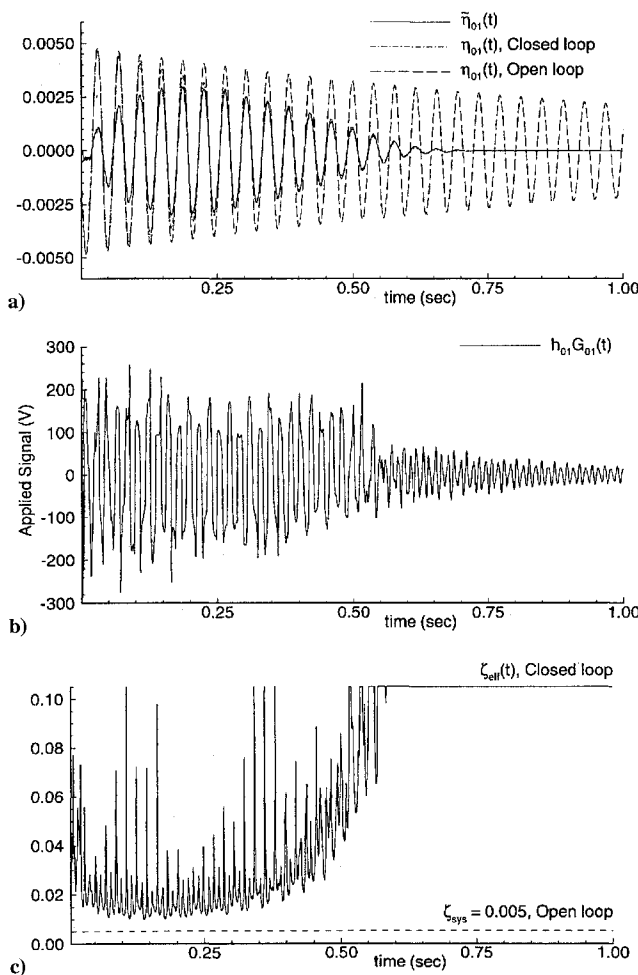 η̃₀₁(t)
η₀₁(t), Closed loop
η₀₁(t), Open loop
0.0050
0.0025
0.0000
-0.0025
-0.0050
0.25 0.50 0.75 1.00
time (sec)
a)
h₀₁G₀₁(t)
Applied Signal (V)
300
200
100
0
-100
-200
-300
0.25 0.50 0.75 1.00
time (sec)
b)
ζeff(t), Closed loop
0.10
0.08
0.06
0.04
0.02
0.00
ζsys = 0.005, Open loop
0.25 0.50 0.75 1.00
time (sec)
c)